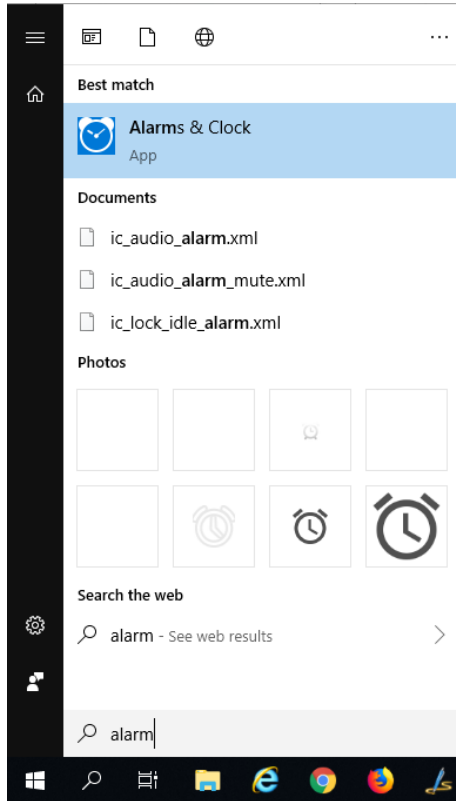 Best match
Alarms & Clock
App
Documents
ic_audio_alarm.xml
ic_audio_alarm_mute.xml
ic_lock_idle_alarm.xml
Photos
Search the web
alarm - See web results
alarm